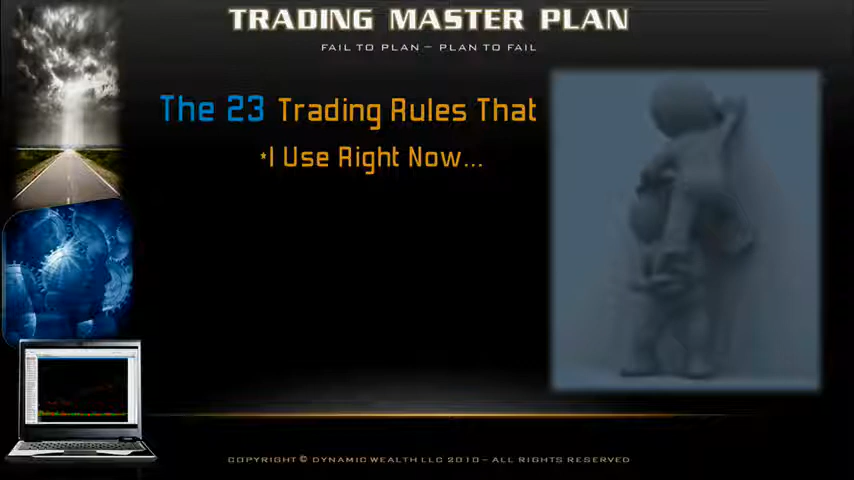 TRADING MASTER PLAN
FAIL TO PLAN – PLAN TO FAIL
The 23 Trading Rules That
*I Use Right Now...
COPYRIGHT © DYNAMIC WEALTH LLC 2010 – ALL RIGHTS RESERVED